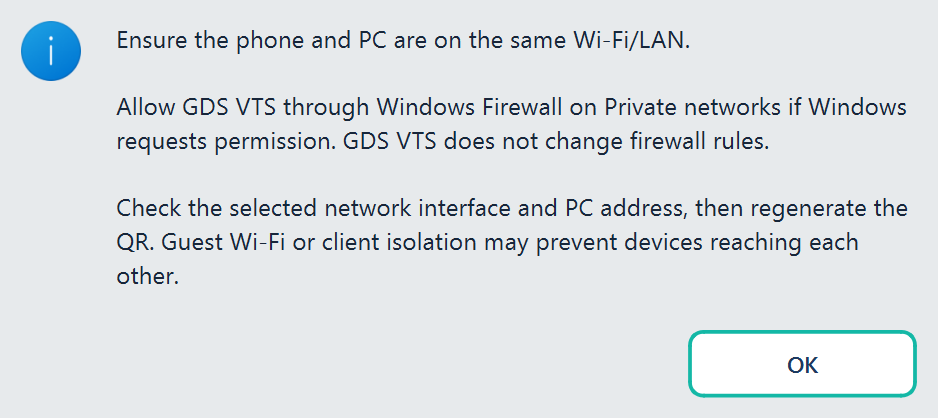 Ensure the phone and PC are on the same Wi-Fi/LAN.
Allow GDS VTS through Windows Firewall on Private networks if Windows
requests permission. GDS VTS does not change firewall rules.
Check the selected network interface and PC address, then regenerate the
QR. Guest Wi-Fi or client isolation may prevent devices reaching each
other.
OK